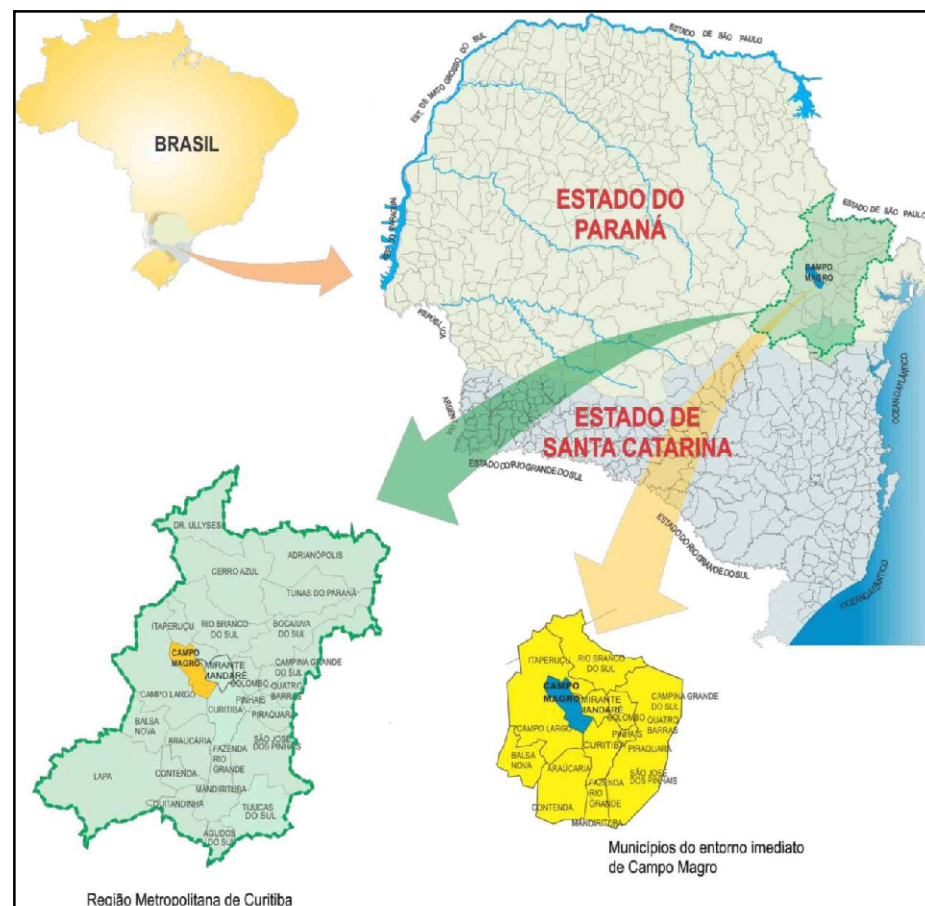 BRASIL
EST. DE MATO GROSSO DO SUL
ESTADO DE SÃO PAULO
ESTADO DO
PARANÁ
ESTADO DE SÃO PAULO
CAMPO
MAGRO
REPÚBLICA
OCEANO ATLÂNTICO
ESTADO DE
SANTA CATARINA
ESTADO DO RIO GRANDE DO SUL
ESTADO DO RIO GRANDE DO SUL
OCEANO ATLÂNTICO
DR. ULLYSES
ADRIANÓPOLIS
CERRO AZUL
TUNAS DO PARANÁ
ITAPERUÇÚ
RIO BRANCO
DO SUL
BOCAIUVA DO
SUL
CAMPO
MAGRO
MIRANTE
MANDARÉ
CAMPINA GRANDE
DO SUL
COLOMBO
QUATRO
BARRAS
CAMPO LARGO
PINHAIS
CURITIBA
PIRAQUARA
BALSA
NOVA
ARAUCÁRIA
SÃO JOSÉ
DOS PINHAIS
FAZENDA
RIO
GRANDE
LAPA
CONTENDA
MANDIRITUBA
QUITANDINHA
TIJUCAS
DO SUL
AGUDOS
DO SUL
Região Metropolitana de Curitiba
ITAPERUÇÚ
RIO BRANCO
DO SUL
CAMPO
MAGRO
MIRANTE
MANDARÉ
CAMPINA GRANDE
DO SUL
COLOMBO
QUATRO
BARRAS
CAMPO LARGO
PINHAIS
CURITIBA
PIRAQUARA
BALSA
NOVA
ARAUCÁRIA
SÃO JOSÉ
DOS PINHAIS
FAZENDA
RIO
GRANDE
CONTENDA
MANDIRITUBA
Municípios do entorno imediato
de Campo Magro